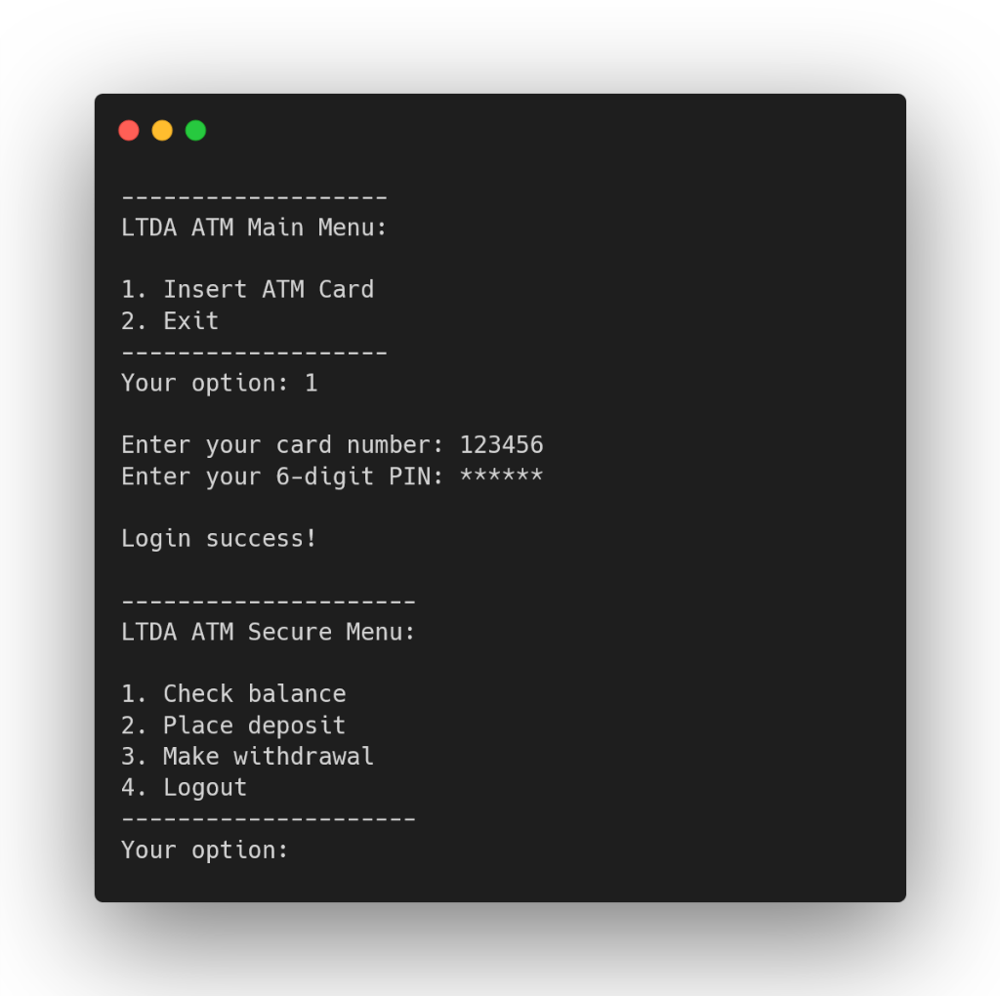 -------------------
LTDA ATM Main Menu:
1. Insert ATM Card
2. Exit
-------------------
Your option: 1
Enter your card number: 123456
Enter your 6-digit PIN: ******
Login success!
---------------------
LTDA ATM Secure Menu:
1. Check balance
2. Place deposit
3. Make withdrawal
4. Logout
---------------------
Your option: